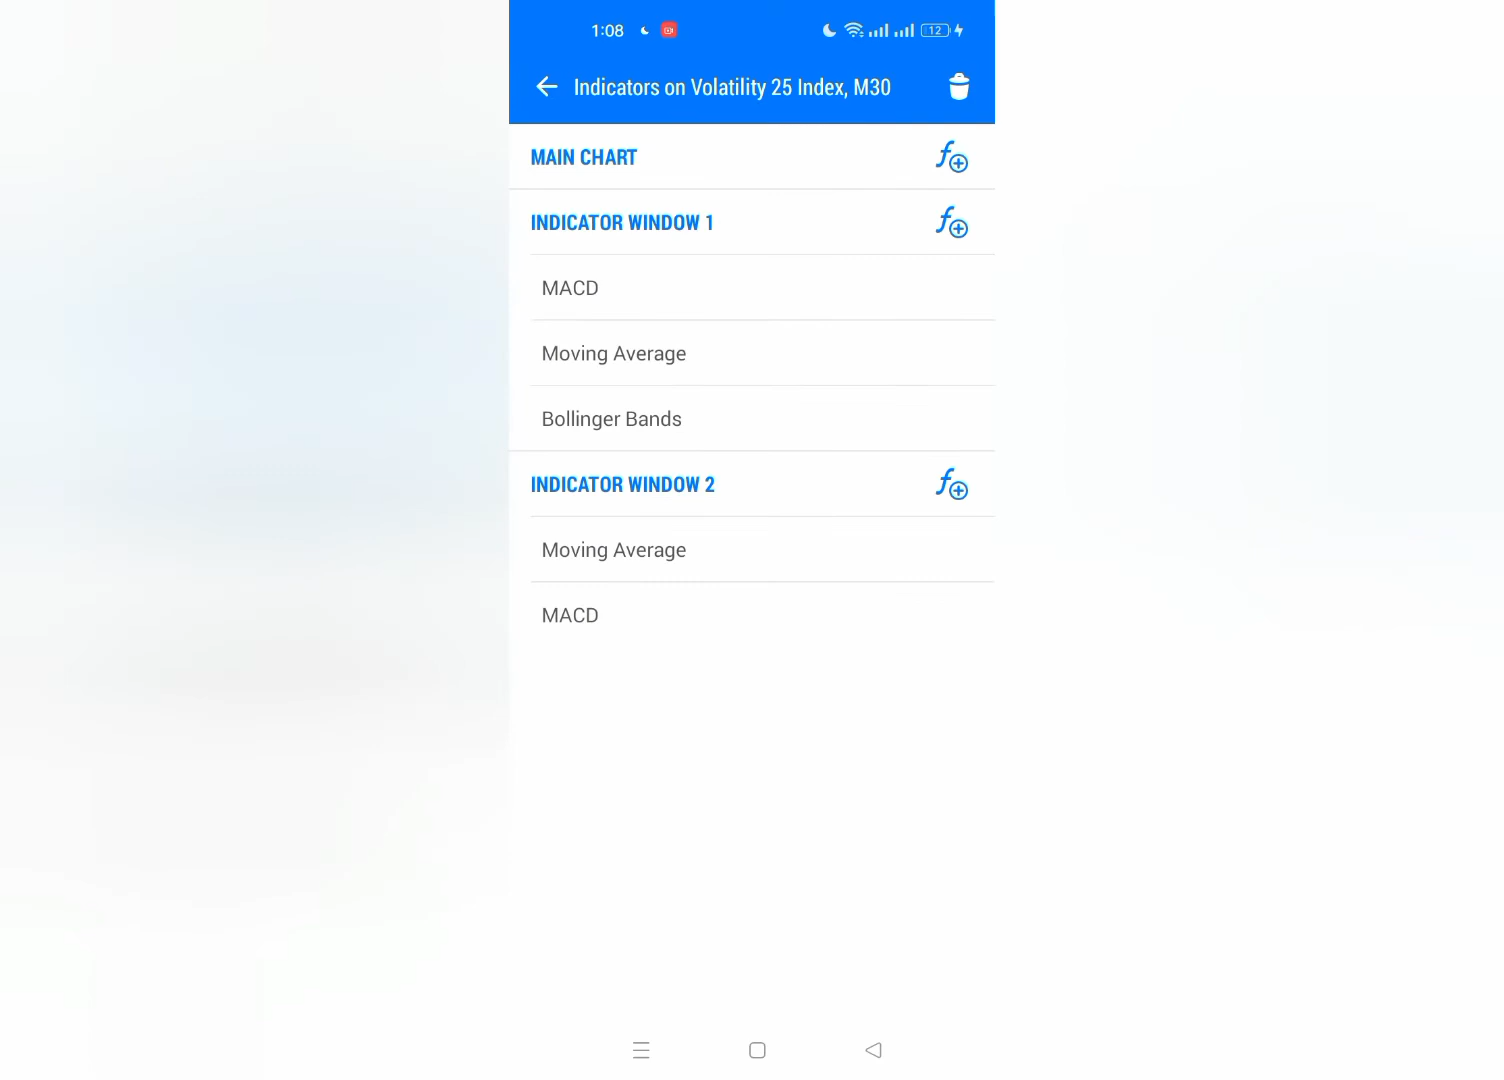 1:08
12
Indicators on Volatility 25 Index, M30
MAIN CHART
INDICATOR WINDOW 1
MACD
Moving Average
Bollinger Bands
INDICATOR WINDOW 2
Moving Average
MACD